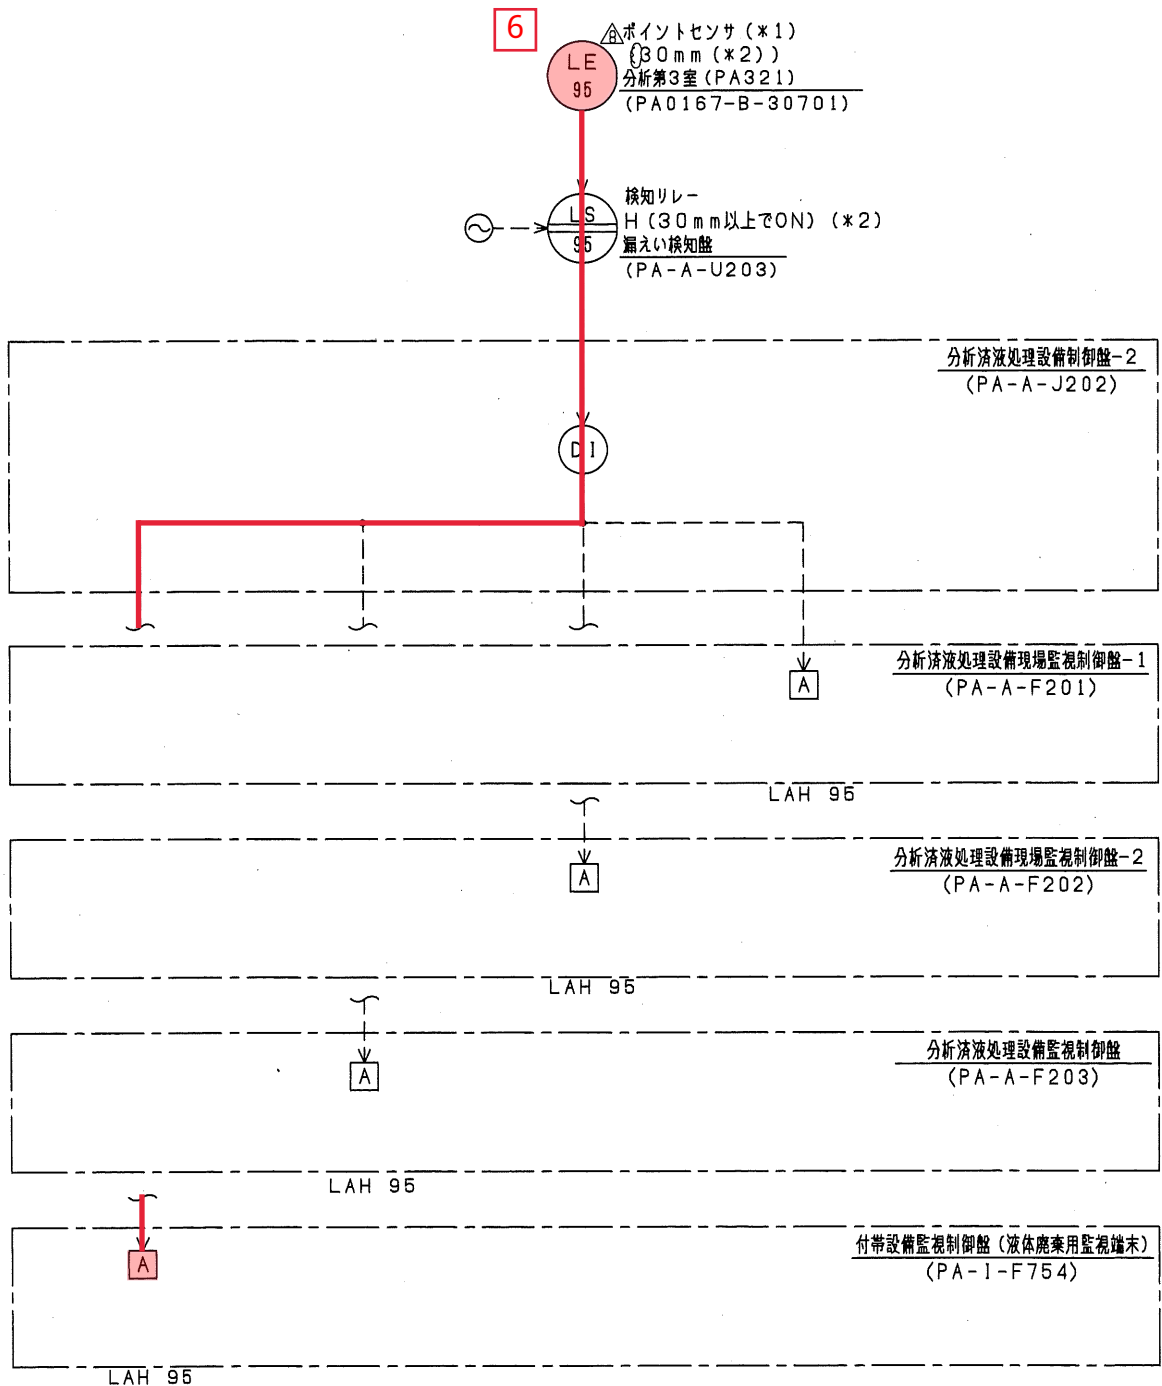 6
ポイントセンサ(*1)
B
(30mm(*2))
LE
分析第3室(PA321)
95
(PA0167-B-30701)
検知リレー
LS
H(30mm以上でON)(*2)
95
漏えい検知盤
(PA-A-U203)
分析済液処理設備制御盤-2
(PA-A-J202)
DI
分析済液処理設備現場監視制御盤-1
(PA-A-F201)
A
LAH 95
分析済液処理設備現場監視制御盤-2
(PA-A-F202)
A
LAH 95
分析済液処理設備監視制御盤
(PA-A-F203)
A
LAH 95
付帯設備監視制御盤(液体廃棄用監視端末)
(PA-I-F754)
A
LAH 95